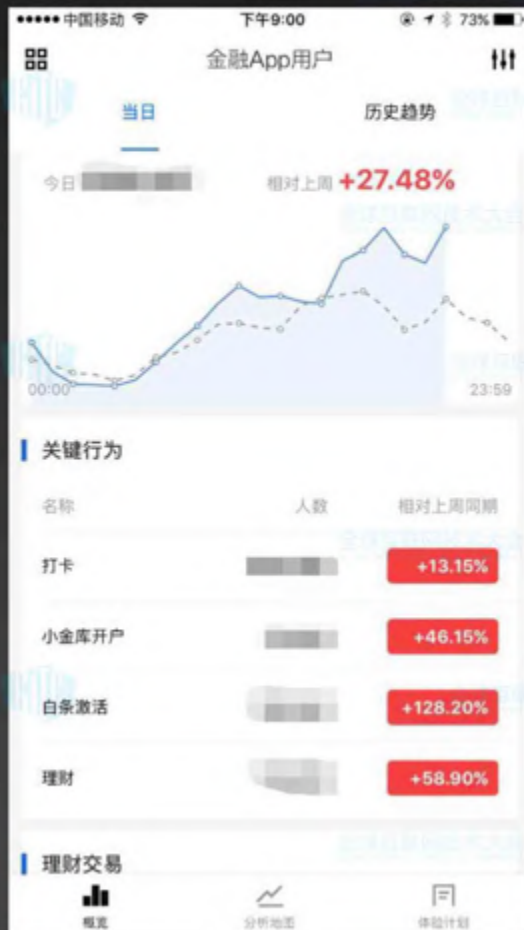 中国移动 下午9:00 73%
金融App用户
当日 历史趋势
今日 相对上周 +27.48%
00:00 23:59
关键行为
名称 人数 相对上周同期
打卡 +13.15%
小金库开户 +46.15%
白条激活 +128.20%
理财 +58.90%
理财交易
概览 分析地图 体验计划